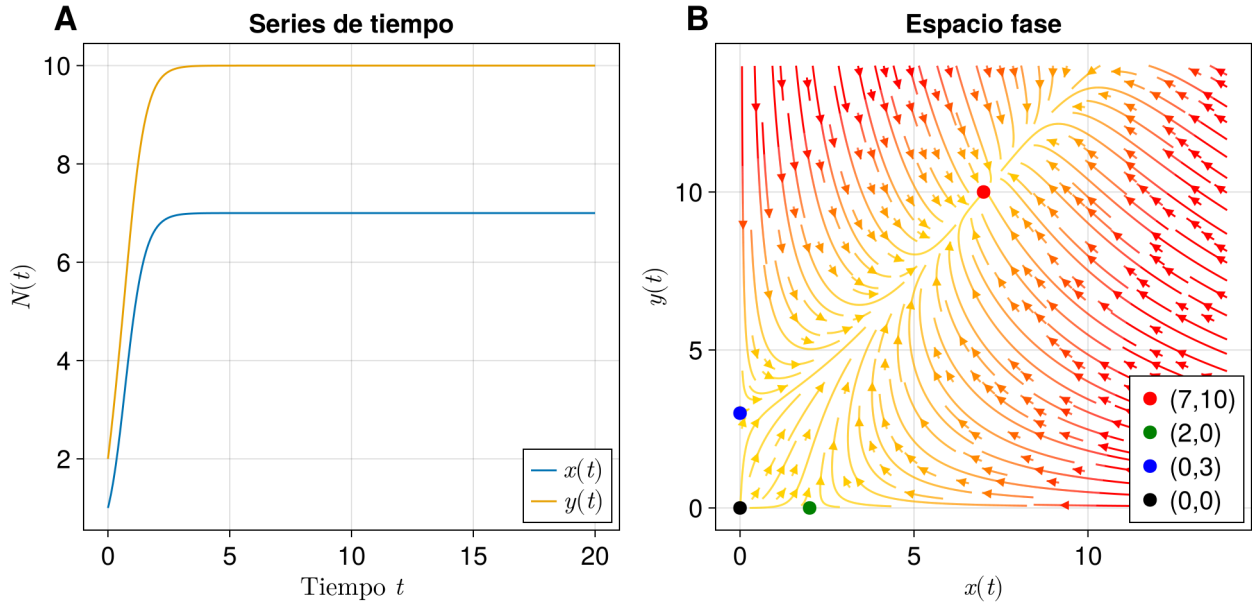 A
Series de tiempo
N(t)
10
8
6
4
2
x(t)
y(t)
0
5
10
15
20
Tiempo t
B
Espacio fase
y(t)
10
5
0
(7,10)
(2,0)
(0,3)
(0,0)
0
5
10
x(t)